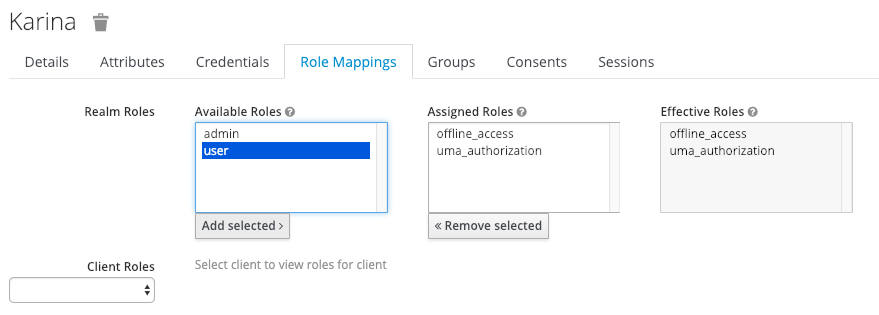 Karina
Details Attributes Credentials Role Mappings Groups Consents Sessions
Realm Roles Available Roles Assigned Roles Effective Roles
admin offline_access offline_access
user uma_authorization uma_authorization
Add selected › « Remove selected
Client Roles Select client to view roles for client